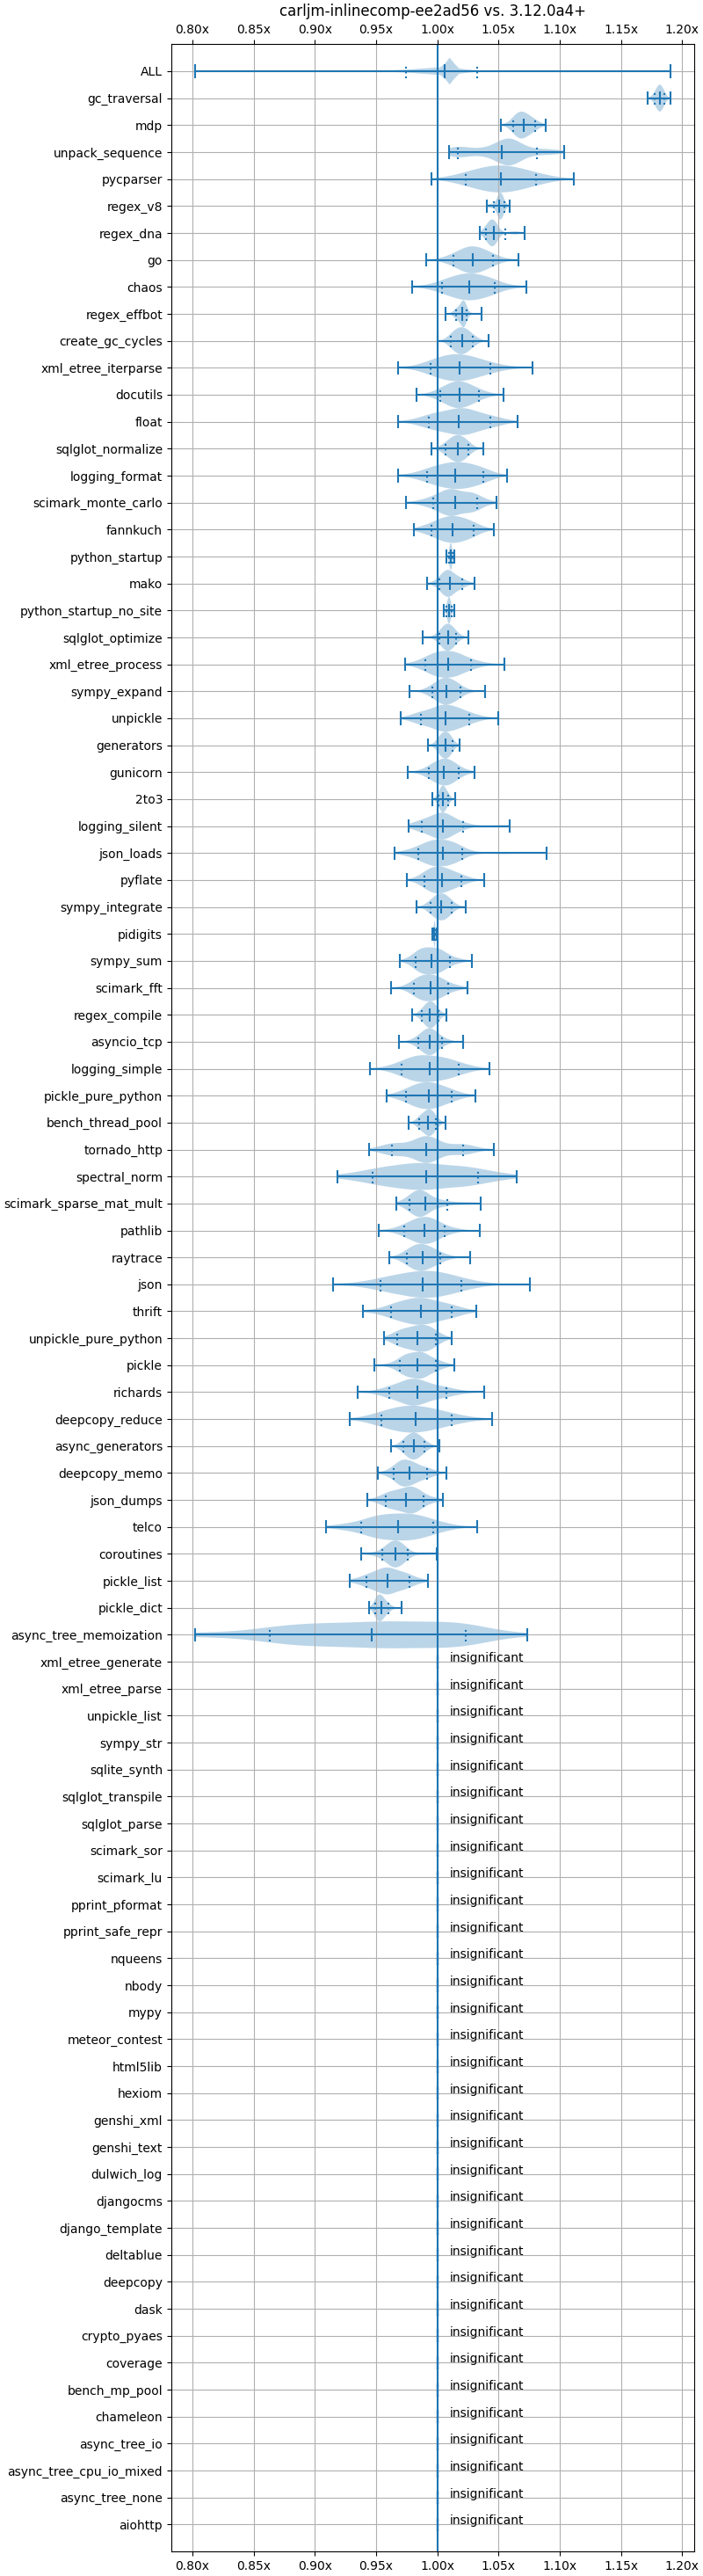 carljm-inlinecomp-ee2ad56 vs. 3.12.0a4+
0.80x 0.85x 0.90x 0.95x 1.00x 1.05x 1.10x 1.15x 1.20x
ALL
gc_traversal
mdp
unpack_sequence
pycparser
regex_v8
regex_dna
go
chaos
regex_effbot
create_gc_cycles
xml_etree_iterparse
docutils
float
sqlglot_normalize
logging_format
scimark_monte_carlo
fannkuch
python_startup
mako
python_startup_no_site
sqlglot_optimize
xml_etree_process
sympy_expand
unpickle
generators
gunicorn
2to3
logging_silent
json_loads
pyflate
sympy_integrate
pidigits
sympy_sum
scimark_fft
regex_compile
asyncio_tcp
logging_simple
pickle_pure_python
bench_thread_pool
tornado_http
spectral_norm
scimark_sparse_mat_mult
pathlib
raytrace
json
thrift
unpickle_pure_python
pickle
richards
deepcopy_reduce
async_generators
deepcopy_memo
json_dumps
telco
coroutines
pickle_list
pickle_dict
async_tree_memoization
xml_etree_generate insignificant
xml_etree_parse insignificant
unpickle_list insignificant
sympy_str insignificant
sqlite_synth insignificant
sqlglot_transpile insignificant
sqlglot_parse insignificant
scimark_sor insignificant
scimark_lu insignificant
pprint_pformat insignificant
pprint_safe_repr insignificant
nqueens insignificant
nbody insignificant
mypy insignificant
meteor_contest insignificant
html5lib insignificant
hexiom insignificant
genshi_xml insignificant
genshi_text insignificant
dulwich_log insignificant
djangocms insignificant
django_template insignificant
deltablue insignificant
deepcopy insignificant
dask insignificant
crypto_pyaes insignificant
coverage insignificant
bench_mp_pool insignificant
chameleon insignificant
async_tree_io insignificant
async_tree_cpu_io_mixed insignificant
async_tree_none insignificant
aiohttp insignificant
0.80x 0.85x 0.90x 0.95x 1.00x 1.05x 1.10x 1.15x 1.20x